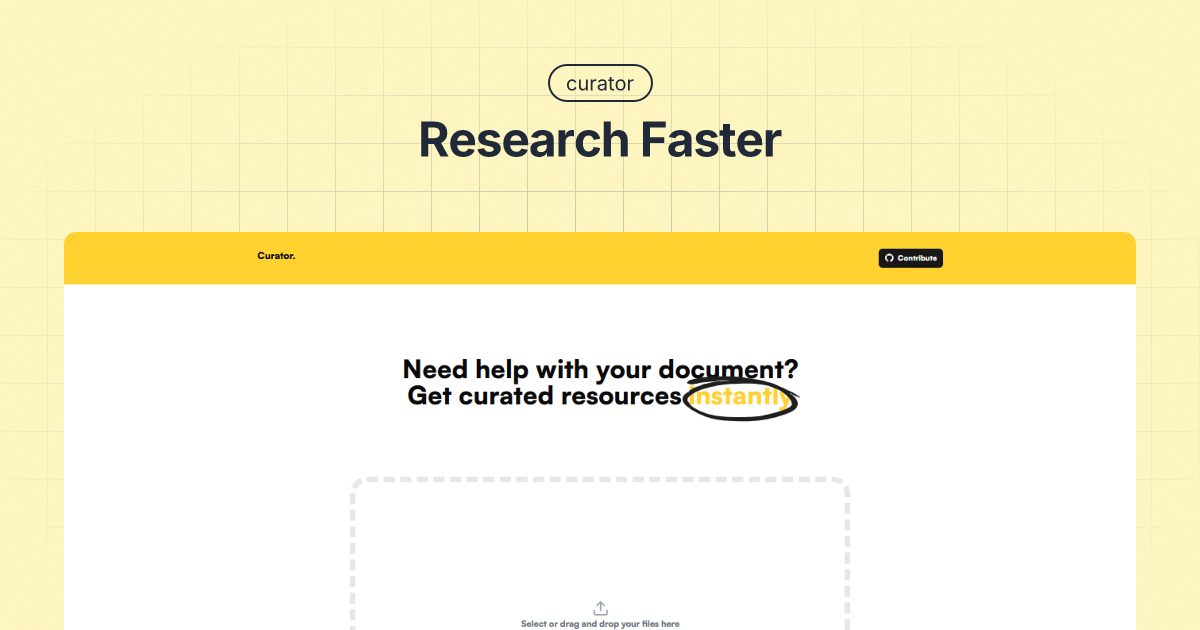 curator
Research Faster
Curator.
Contribute
Need help with your document?
Get curated resources instantly
Select or drag and drop your files here